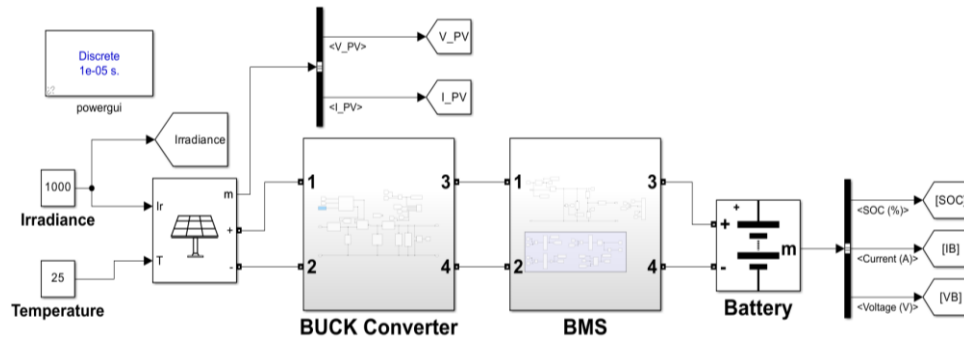 Discrete
1e-05 s.
powergui
<V_PV>
V_PV
<I_PV>
I_PV
Irradiance
1000
Irradiance
25
Temperature
Ir
T
m
+
-
1
2
3
4
BUCK Converter
1
2
3
4
BMS
+
+
-
m
Battery
<SOC (%)>
[SOC]
<Current (A)>
[IB]
<Voltage (V)>
[VB]